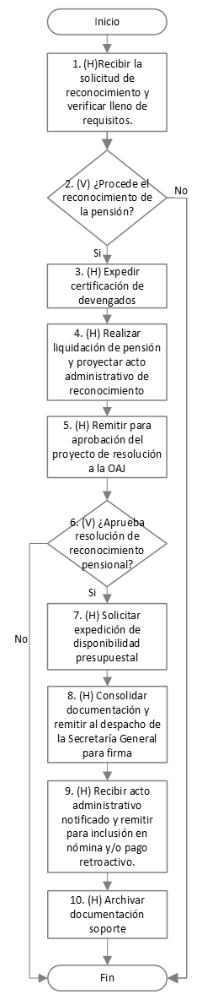 Inicio
1. (H)Recibir la
solicitud de
reconocimiento y
verificar lleno de
requisitos.
2. (V) ¿Procede el
reconocimiento de
la pensión?
No
Si
3. (H) Expedir
certificación de
devengados
4. (H) Realizar
liquidación de pensión
y proyectar acto
administrativo de
reconocimiento
5. (H) Remitir para
aprobación del
proyecto de resolución
a la OAJ
6. (V) ¿Aprueba
resolución de
reconocimiento
pensional?
Si
No
7. (H) Solicitar
expedición de
disponibilidad
presupuestal
8. (H) Consolidar
documentación y
remitir al despacho de
la Secretaría General
para firma
9. (H) Recibir acto
administrativo
notificado y remitir
para inclusión en
nómina y/o pago
retroactivo.
10. (H) Archivar
documentación
soporte
Fin